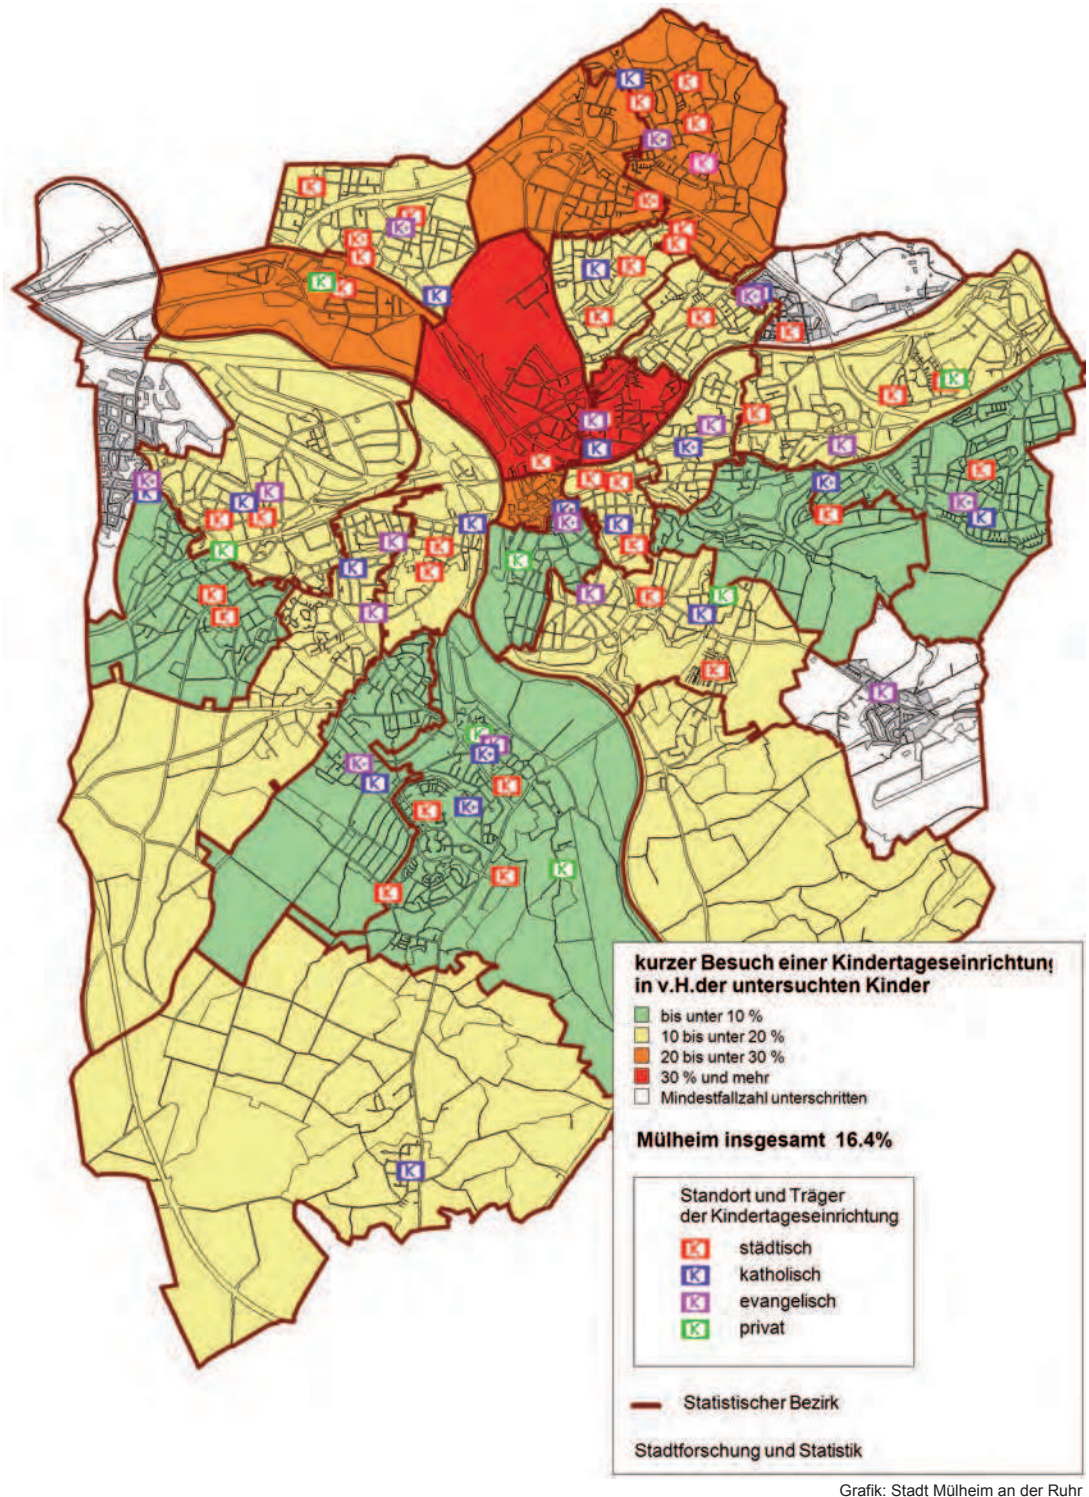 kurzer Besuch einer Kindertageseinrichtung
in v.H.der untersuchten Kinder
bis unter 10 %
10 bis unter 20 %
20 bis unter 30 %
30 % und mehr
Mindestfallzahl unterschritten
Mülheim insgesamt 16.4%
Standort und Träger
der Kindertageseinrichtung
K städtisch
K katholisch
K evangelisch
K privat
Statistischer Bezirk
Stadtforschung und Statistik
Grafik: Stadt Mülheim an der Ruhr